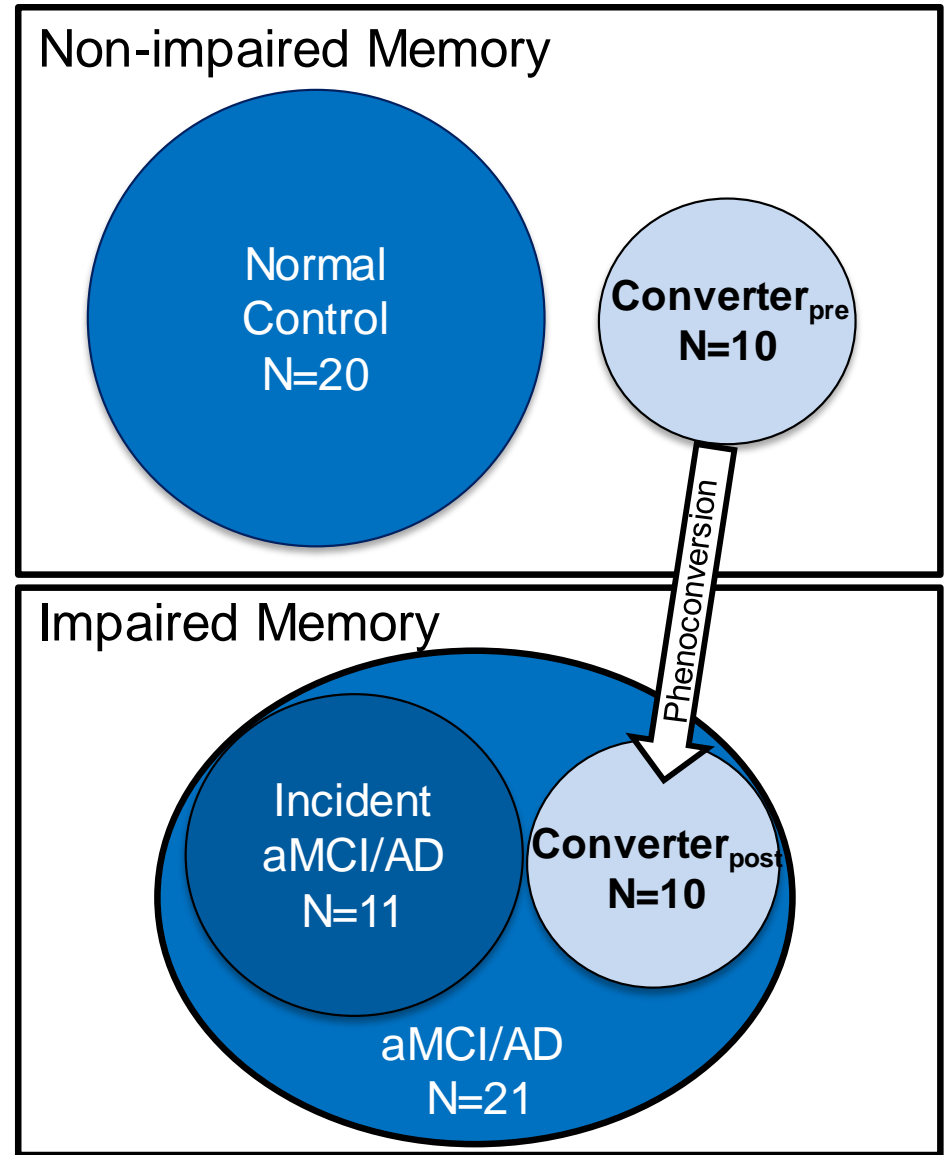 Non-impaired Memory
Normal
Control
N=20
Converterpre
N=10
Phenoconversion
Impaired Memory
Incident
aMCI/AD
N=11
Converterpost
N=10
aMCI/AD
N=21